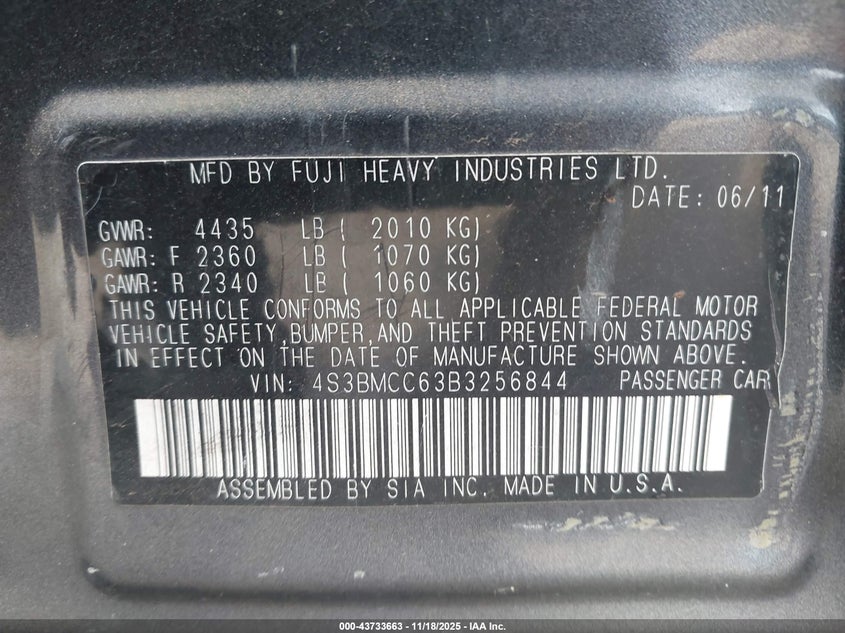 MFD BY FUJI HEAVY INDUSTRIES LTD.
DATE: 06/11
GVWR: 4435 LB ( 2010 KG)
GAWR: F 2360 LB ( 1070 KG)
GAWR: R 2340 LB ( 1060 KG)
THIS VEHICLE CONFORMS TO ALL APPLICABLE FEDERAL MOTOR
VEHICLE SAFETY,BUMPER,AND THEFT PREVENTION STANDARDS
IN EFFECT ON THE DATE OF MANUFACTURE SHOWN ABOVE.
VIN: 4S3BMCC63B3256844 PASSENGER CAR
ASSEMBLED BY SIA INC. MADE IN U.S.A.
000-43733663 — 11/18/2025 — IAA Inc.